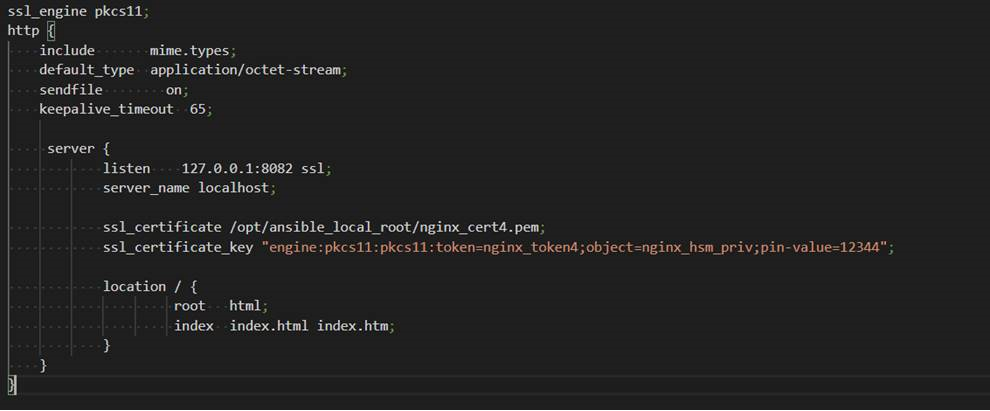 ssl_engine pkcs11;
http {
include mime.types;
default_type application/octet-stream;
sendfile on;
keepalive_timeout 65;
server {
listen 127.0.0.1:8082 ssl;
server_name localhost;
ssl_certificate /opt/ansible_local_root/nginx_cert4.pem;
ssl_certificate_key "engine:pkcs11:pkcs11:token=nginx_token4;object=nginx_hsm_priv;pin-value=12344";
location / {
root html;
index index.html index.htm;
}
}
}